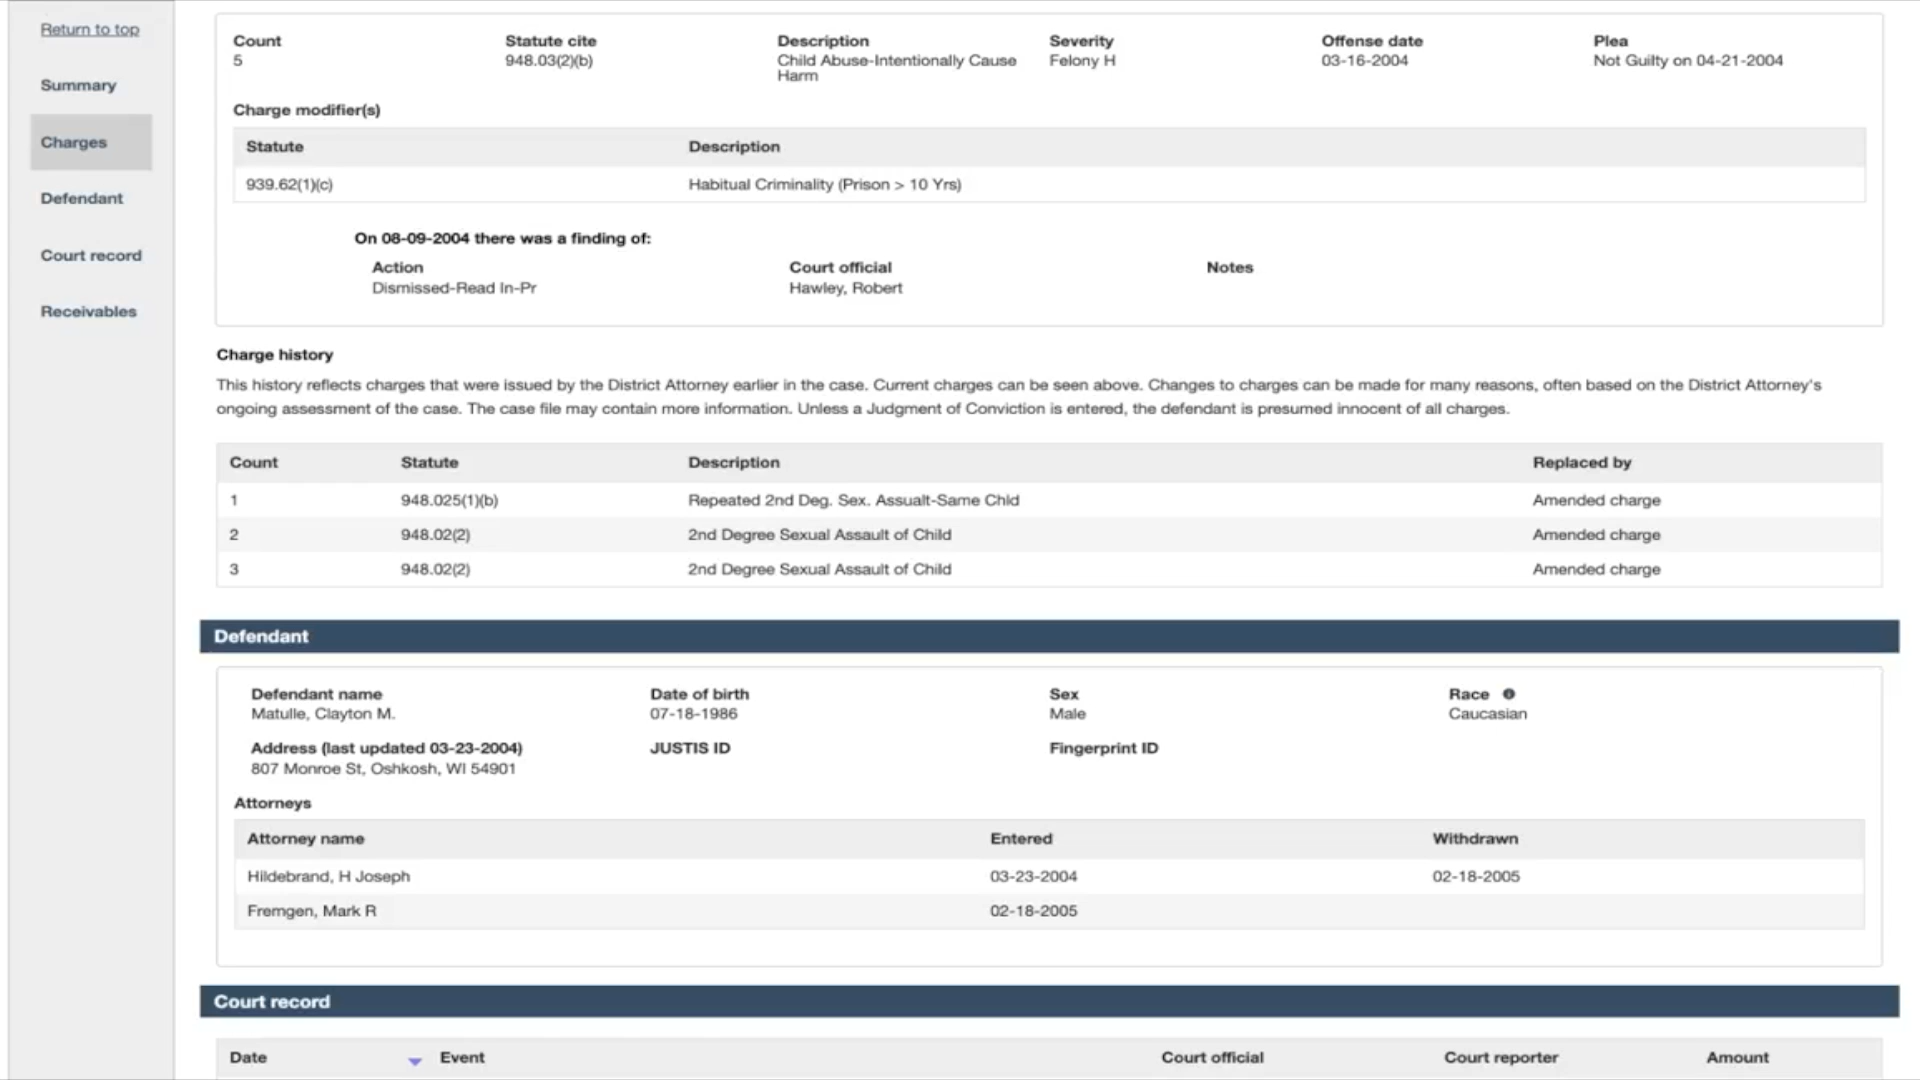 Return to top
Summary
Charges
Defendant
Court record
Receivables
Count Statute cite Description Severity Offense date Plea
5 948.03(2)(b) Child Abuse-Intentionally Cause Felony H 03-16-2004 Not Guilty on 04-21-2004
Harm
Charge modifier(s)
Statute Description
939.62(1)(c) Habitual Criminality (Prison > 10 Yrs)
On 08-09-2004 there was a finding of:
Action Court official Notes
Dismissed-Read In-Pr Hawley, Robert
Charge history
This history reflects charges that were issued by the District Attorney earlier in the case. Current charges can be seen above. Changes to charges can be made for many reasons, often based on the District Attorney's
ongoing assessment of the case. The case file may contain more information. Unless a Judgment of Conviction is entered, the defendant is presumed innocent of all charges.
Count Statute Description Replaced by
1 948.025(1)(b) Repeated 2nd Deg. Sex. Assualt-Same Chld Amended charge
2 948.02(2) 2nd Degree Sexual Assault of Child Amended charge
3 948.02(2) 2nd Degree Sexual Assault of Child Amended charge
Defendant
Defendant name Date of birth Sex Race
Matulle, Clayton M. 07-18-1986 Male Caucasian
Address (last updated 03-23-2004) JUSTIS ID Fingerprint ID
807 Monroe St, Oshkosh, WI 54901
Attorneys
Attorney name Entered Withdrawn
Hildebrand, H Joseph 03-23-2004 02-18-2005
Fremgen, Mark R 02-18-2005
Court record
Date Event Court official Court reporter Amount